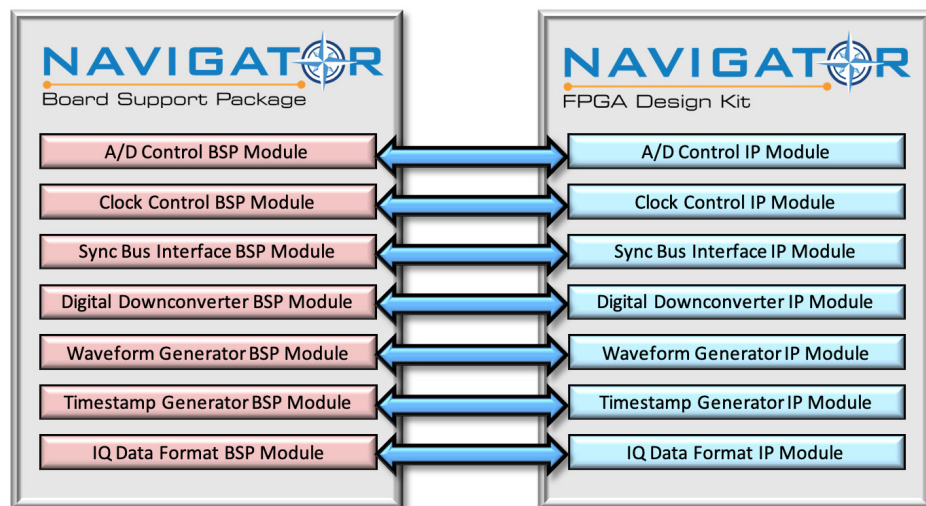 NAVIGATOR
Board Support Package
A/D Control BSP Module
Clock Control BSP Module
Sync Bus Interface BSP Module
Digital Downconverter BSP Module
Waveform Generator BSP Module
Timestamp Generator BSP Module
IQ Data Format BSP Module
NAVIGATOR
FPGA Design Kit
A/D Control IP Module
Clock Control IP Module
Sync Bus Interface IP Module
Digital Downconverter IP Module
Waveform Generator IP Module
Timestamp Generator IP Module
IQ Data Format IP Module